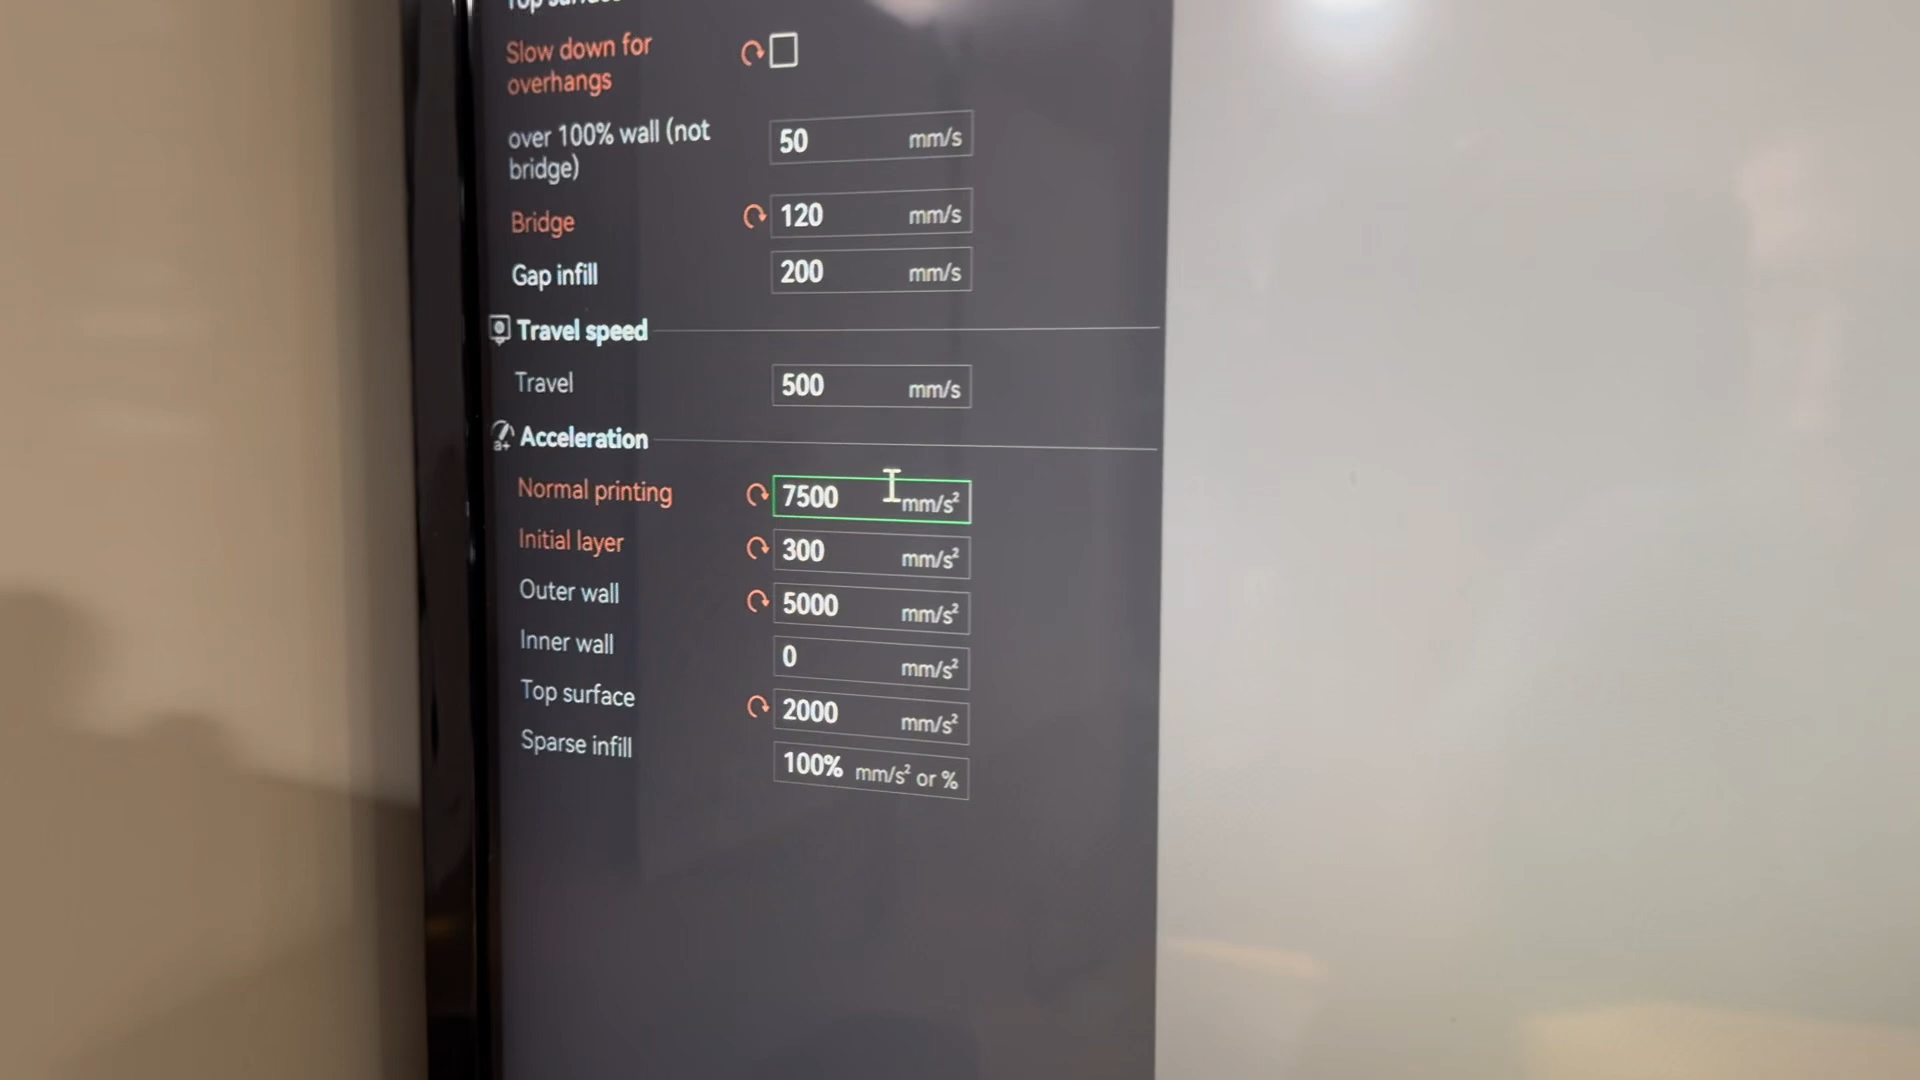 Top surface
Slow down for
overhangs
over 100% wall (not
bridge)
50 mm/s
Bridge 120 mm/s
Gap infill 200 mm/s
Travel speed
Travel 500 mm/s
Acceleration
Normal printing 7500 mm/s²
Initial layer 300 mm/s²
Outer wall 5000 mm/s²
Inner wall 0 mm/s²
Top surface 2000 mm/s²
Sparse infill 100% mm/s² or %